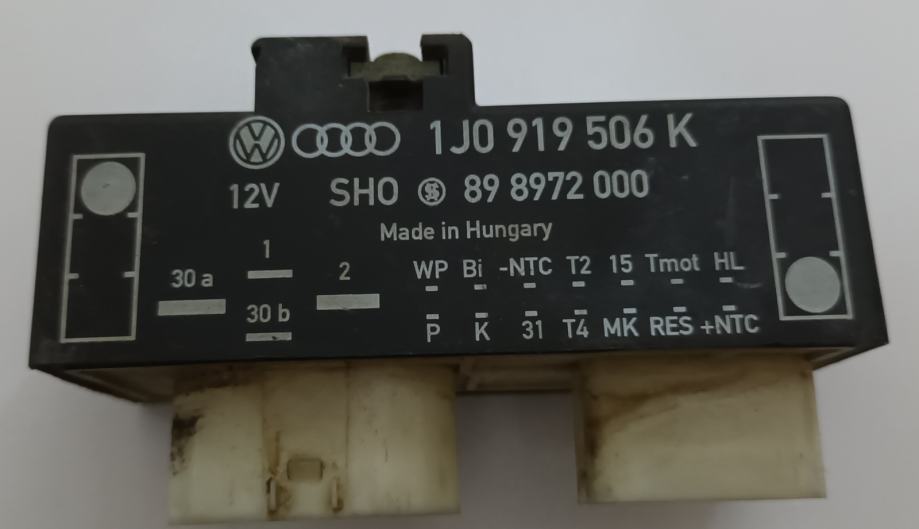 1J0 919 506 K
12V SHO 89 8972 000
Made in Hungary
1
30 a
2
30 b
WP Bi -NTC T2 15 Tmot HL
P K 31 T4 MK RES +NTC